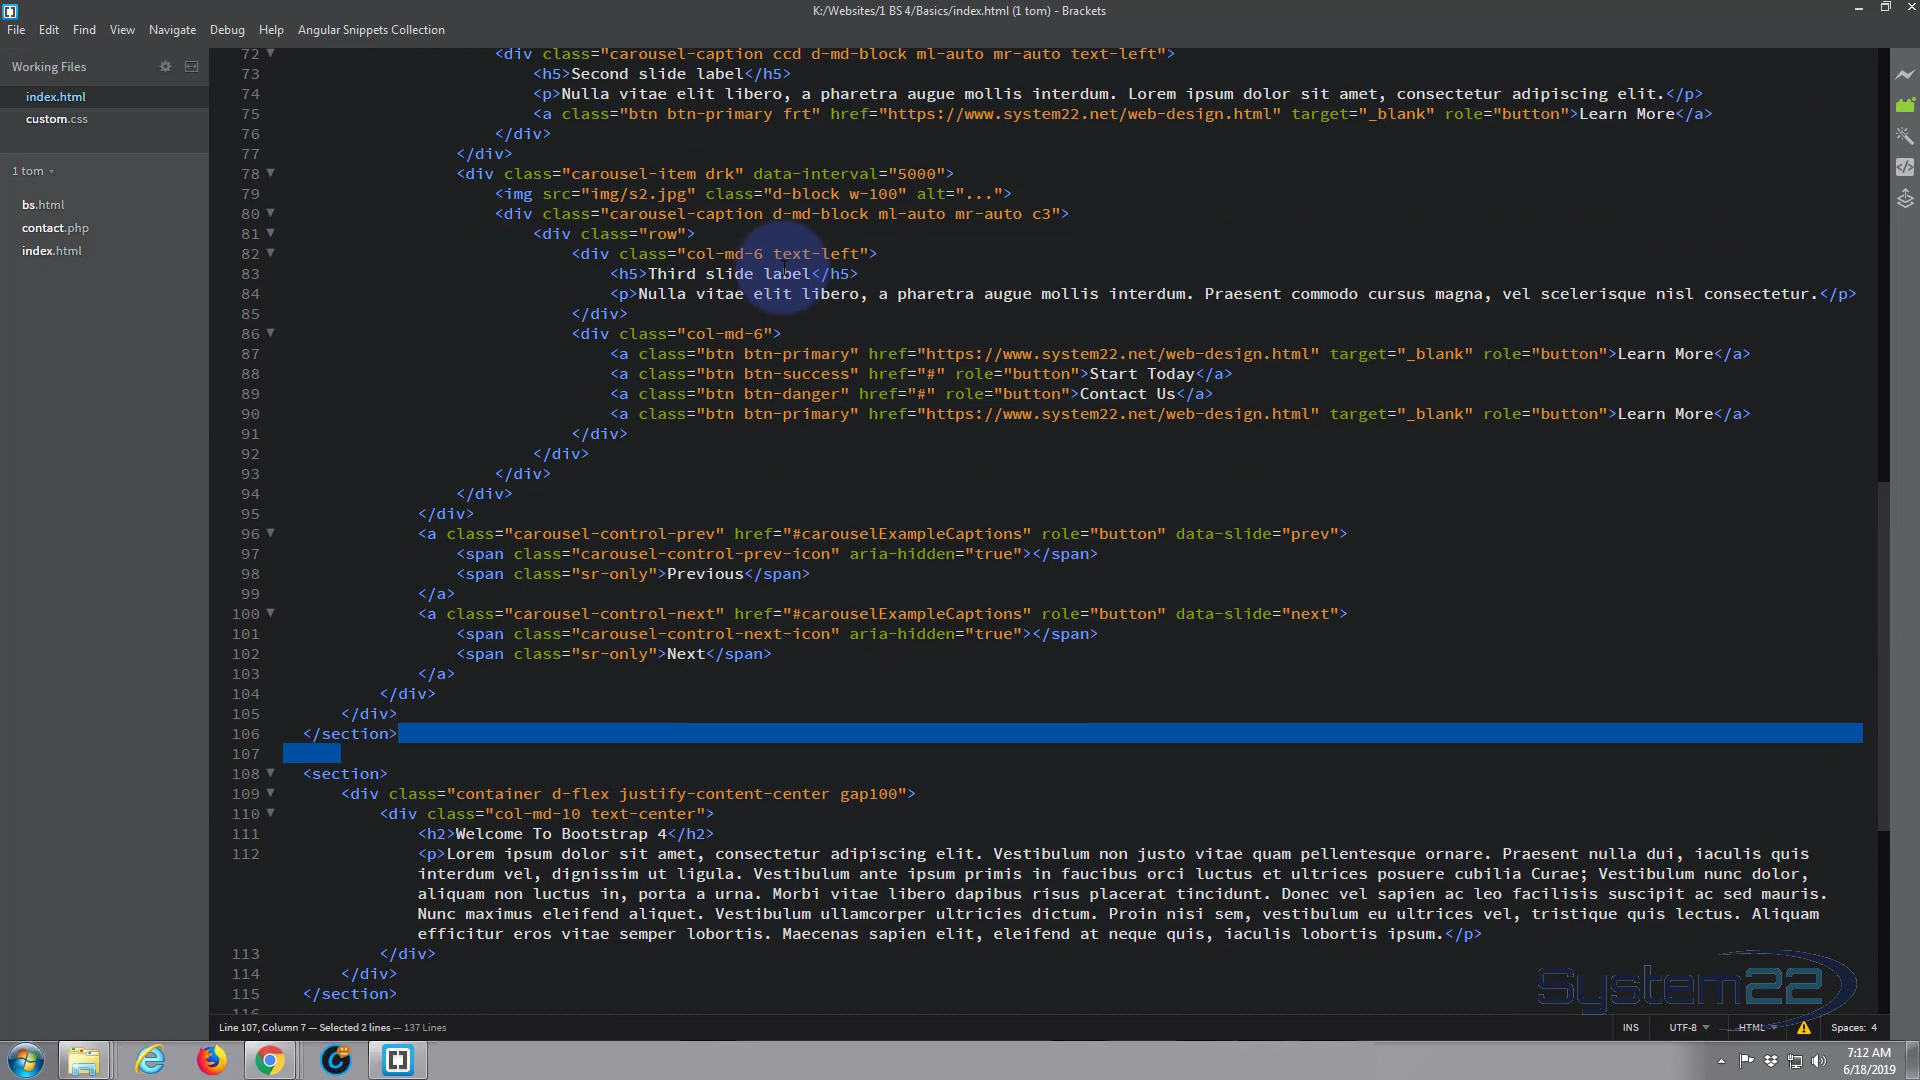 K:/Websites/1 BS 4/Basics/index.html (1 tom) - Brackets
File Edit Find View Navigate Debug Help Angular Snippets Collection
Working Files
index.html
custom.css
1 tom
bs.html
contact.php
index.html
72 <div class="carousel-caption ccd d-md-block ml-auto mr-auto text-left">
73 <h5>Second slide label</h5>
74 <p>Nulla vitae elit libero, a pharetra augue mollis interdum. Lorem ipsum dolor sit amet, consectetur adipiscing elit.</p>
75 <a class="btn btn-primary frt" href="https://www.system22.net/web-design.html" target="_blank" role="button">Learn More</a>
76 </div>
77 </div>
78 <div class="carousel-item drk" data-interval="5000">
79 <img src="img/s2.jpg" class="d-block w-100" alt="...">
80 <div class="carousel-caption d-md-block ml-auto mr-auto c3">
81 <div class="row">
82 <div class="col-md-6 text-left">
83 <h5>Third slide label</h5>
84 <p>Nulla vitae elit libero, a pharetra augue mollis interdum. Praesent commodo cursus magna, vel scelerisque nisl consectetur.</p>
85 </div>
86 <div class="col-md-6">
87 <a class="btn btn-primary" href="https://www.system22.net/web-design.html" target="_blank" role="button">Learn More</a>
88 <a class="btn btn-success" href="#" role="button">Start Today</a>
89 <a class="btn btn-danger" href="#" role="button">Contact Us</a>
90 <a class="btn btn-primary" href="https://www.system22.net/web-design.html" target="_blank" role="button">Learn More</a>
91 </div>
92 </div>
93 </div>
94 </div>
95 </div>
96 <a class="carousel-control-prev" href="#carouselExampleCaptions" role="button" data-slide="prev">
97 <span class="carousel-control-prev-icon" aria-hidden="true"></span>
98 <span class="sr-only">Previous</span>
99 </a>
100 <a class="carousel-control-next" href="#carouselExampleCaptions" role="button" data-slide="next">
101 <span class="carousel-control-next-icon" aria-hidden="true"></span>
102 <span class="sr-only">Next</span>
103 </a>
104 </div>
105 </div>
106 </section>
107
108 <section>
109 <div class="container d-flex justify-content-center gap100">
110 <div class="col-md-10 text-center">
111 <h2>Welcome To Bootstrap 4</h2>
112 <p>Lorem ipsum dolor sit amet, consectetur adipiscing elit. Vestibulum non justo vitae quam pellentesque ornare. Praesent nulla dui, iaculis quis
interdum vel, dignissim ut ligula. Vestibulum ante ipsum primis in faucibus orci luctus et ultrices posuere cubilia Curae; Vestibulum nunc dolor,
aliquam non luctus in, porta a urna. Morbi vitae libero dapibus risus placerat tincidunt. Donec vel sapien ac leo facilisis suscipit ac sed mauris.
Nunc maximus eleifend aliquet. Vestibulum ullamcorper ultricies dictum. Proin nisi sem, vestibulum eu ultrices vel, tristique quis lectus. Aliquam
efficitur eros vitae semper lobortis. Maecenas sapien elit, eleifend at neque quis, iaculis lobortis ipsum.</p>
113 </div>
114 </div>
115 </section>
System22
Line 107, Column 7 — Selected 2 lines — 137 Lines
INS UTF-8 HTML Spaces: 4
7:12 AM
6/18/2019